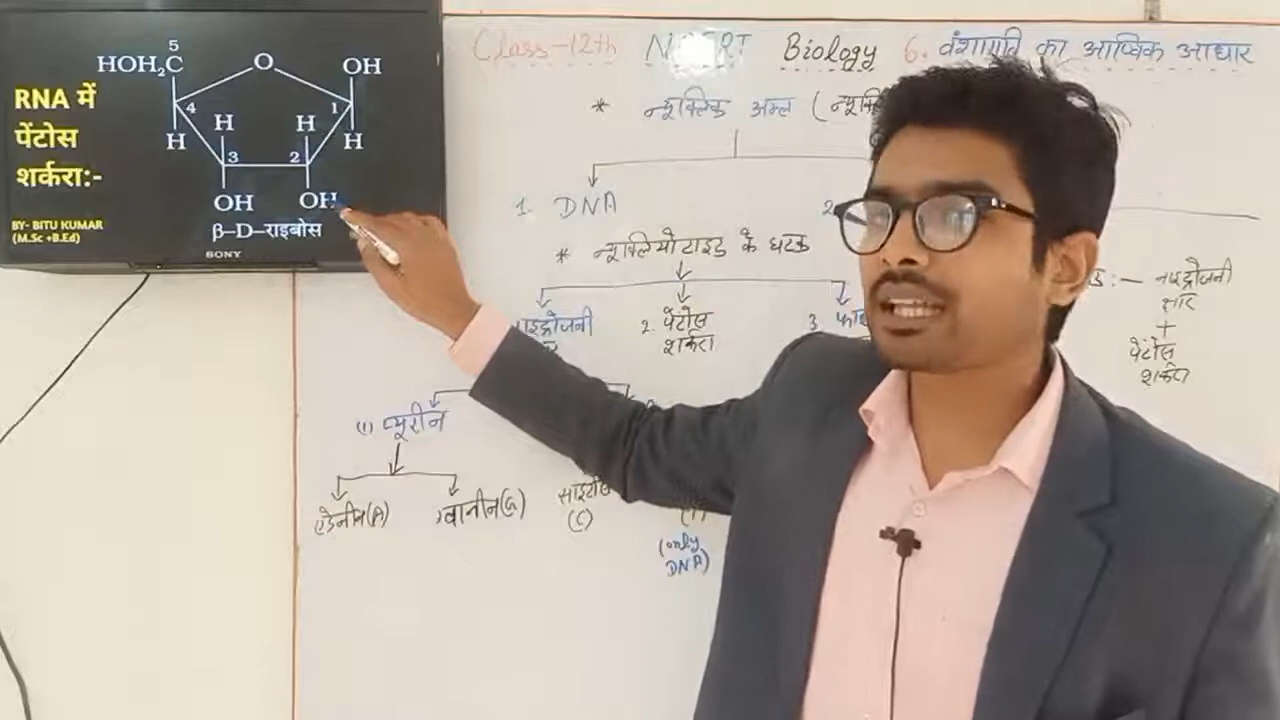 HOH₂C
5
O
OH
4
1
H
H
H
H
3
2
OH
OH
RNA में
पेंटोस
शर्करा:-
BY- BITU KUMAR
(M.Sc +B.Ed)
β–D–राइबोस
SONY
Class-12th NCERT Biology 6. वंशागति का आण्विक आधार
* न्यूक्लिक अम्ल
1. DNA
2.
* न्यूक्लियोटाइड के घटक
2. पेंटोस
शर्करा
3.
(1) प्यूरीन
एडेनीन(A)
ग्वानीन(G)
(C)
(only
DNA)
:— नाइट्रोजनी
क्षार
+
पेंटोस
शर्करा